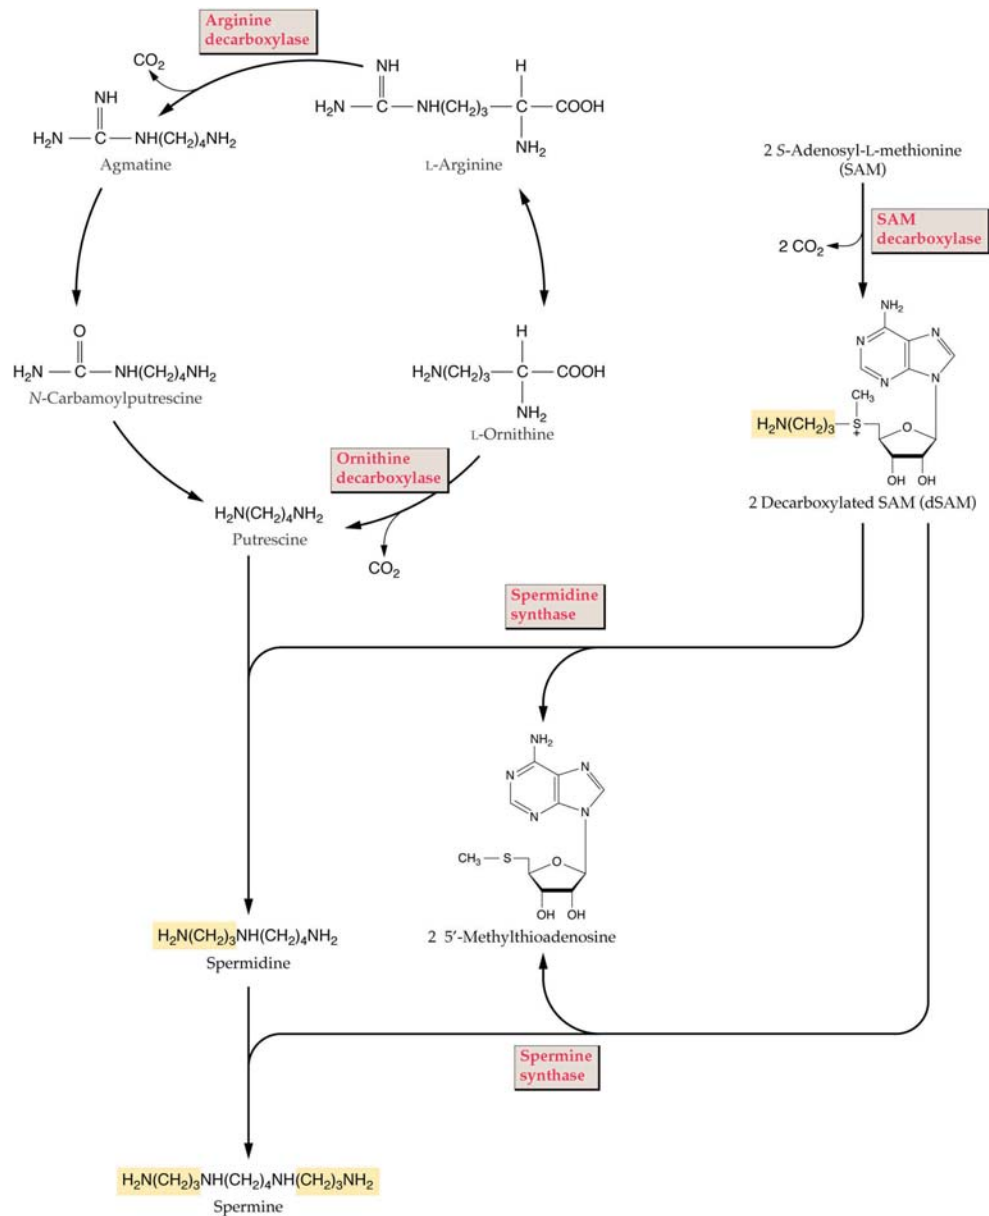 Arginine
decarboxylase
CO₂
NH
H₂N—C—NH(CH₂)₄NH₂
Agmatine
NH H
H₂N—C—NH(CH₂)₃—C—COOH
NH₂
L-Arginine
2 S-Adenosyl-L-methionine
(SAM)
SAM
decarboxylase
2 CO₂
O
H₂N—C—NH(CH₂)₄NH₂
N-Carbamoylputrescine
H
H₂N(CH₂)₃—C—COOH
NH₂
L-Ornithine
NH₂
N N
N N
CH₃
H₂N(CH₂)₃—S
+
O
OH OH
2 Decarboxylated SAM (dSAM)
Ornithine
decarboxylase
H₂N(CH₂)₄NH₂
Putrescine
CO₂
Spermidine
synthase
NH₂
N N
N N
CH₃—S O
OH OH
2 5′-Methylthioadenosine
H₂N(CH₂)₃NH(CH₂)₄NH₂
Spermidine
Spermine
synthase
H₂N(CH₂)₃NH(CH₂)₄NH(CH₂)₃NH₂
Spermine